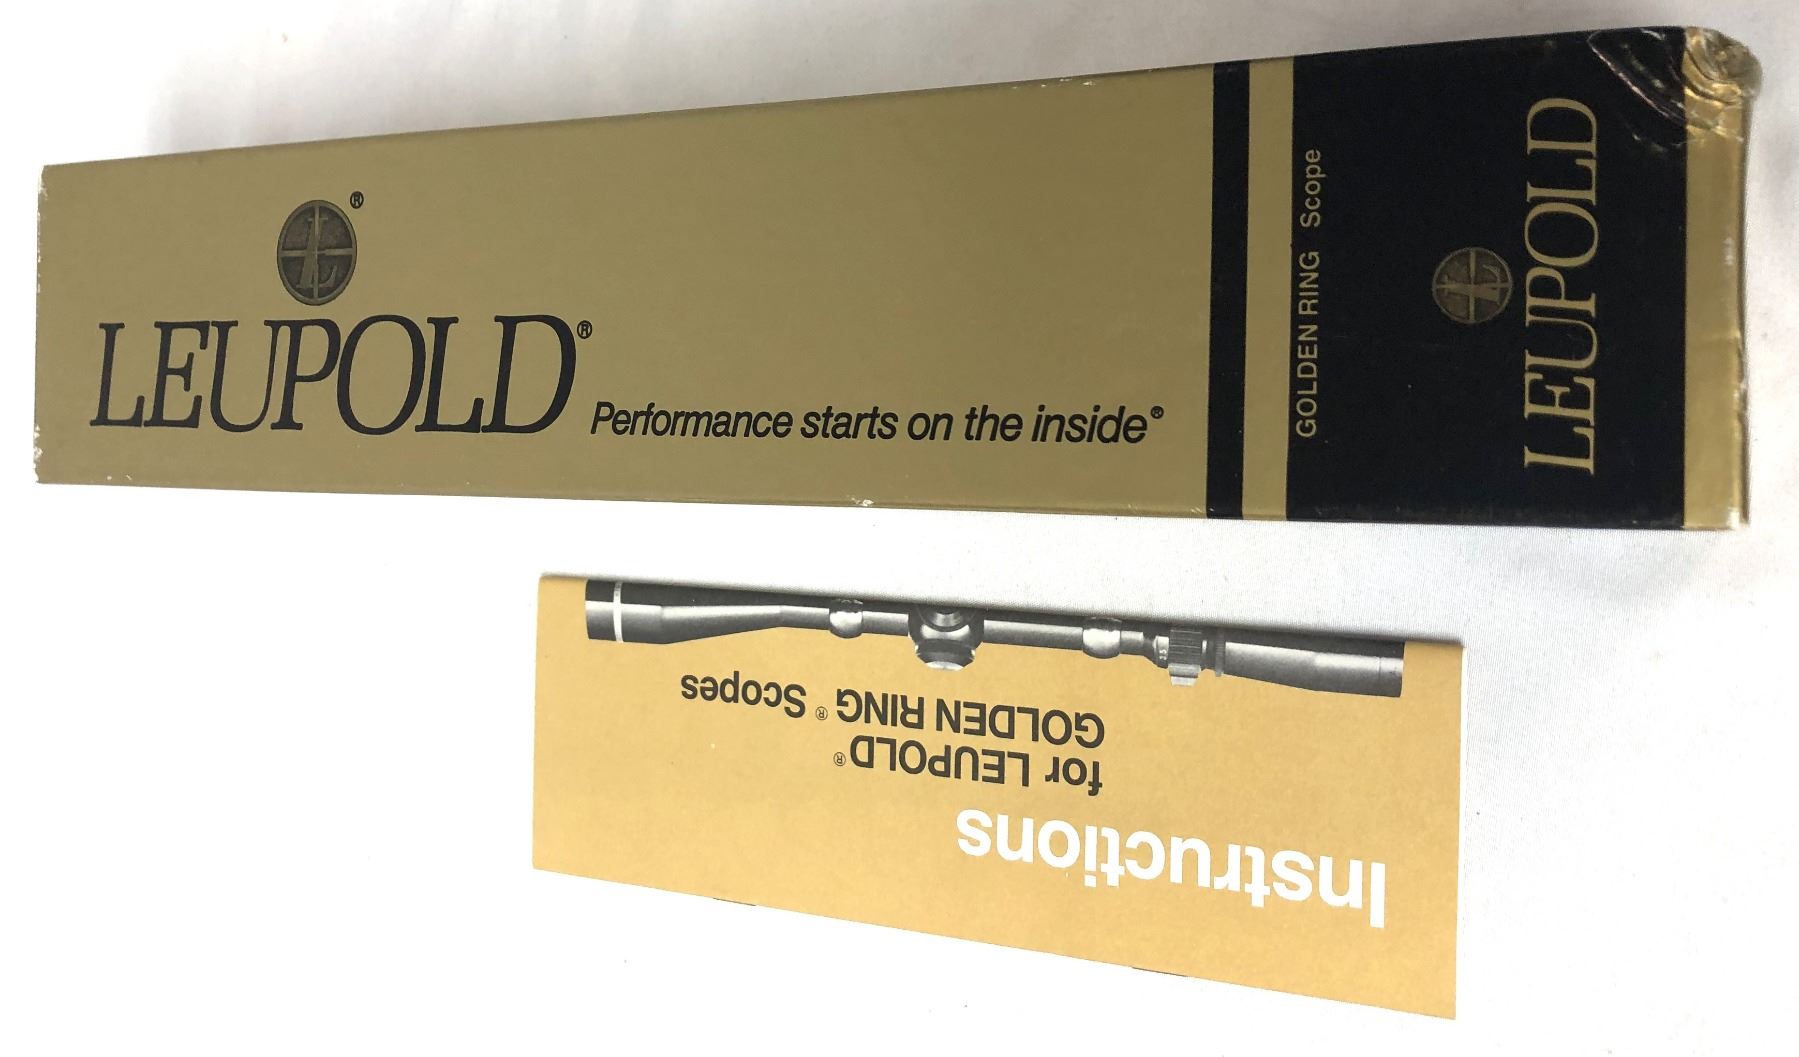 LEUPOLD®
Performance starts on the inside®
GOLDEN RING Scope
LEUPOLD
Instructions
for LEUPOLD®
GOLDEN RING® Scopes